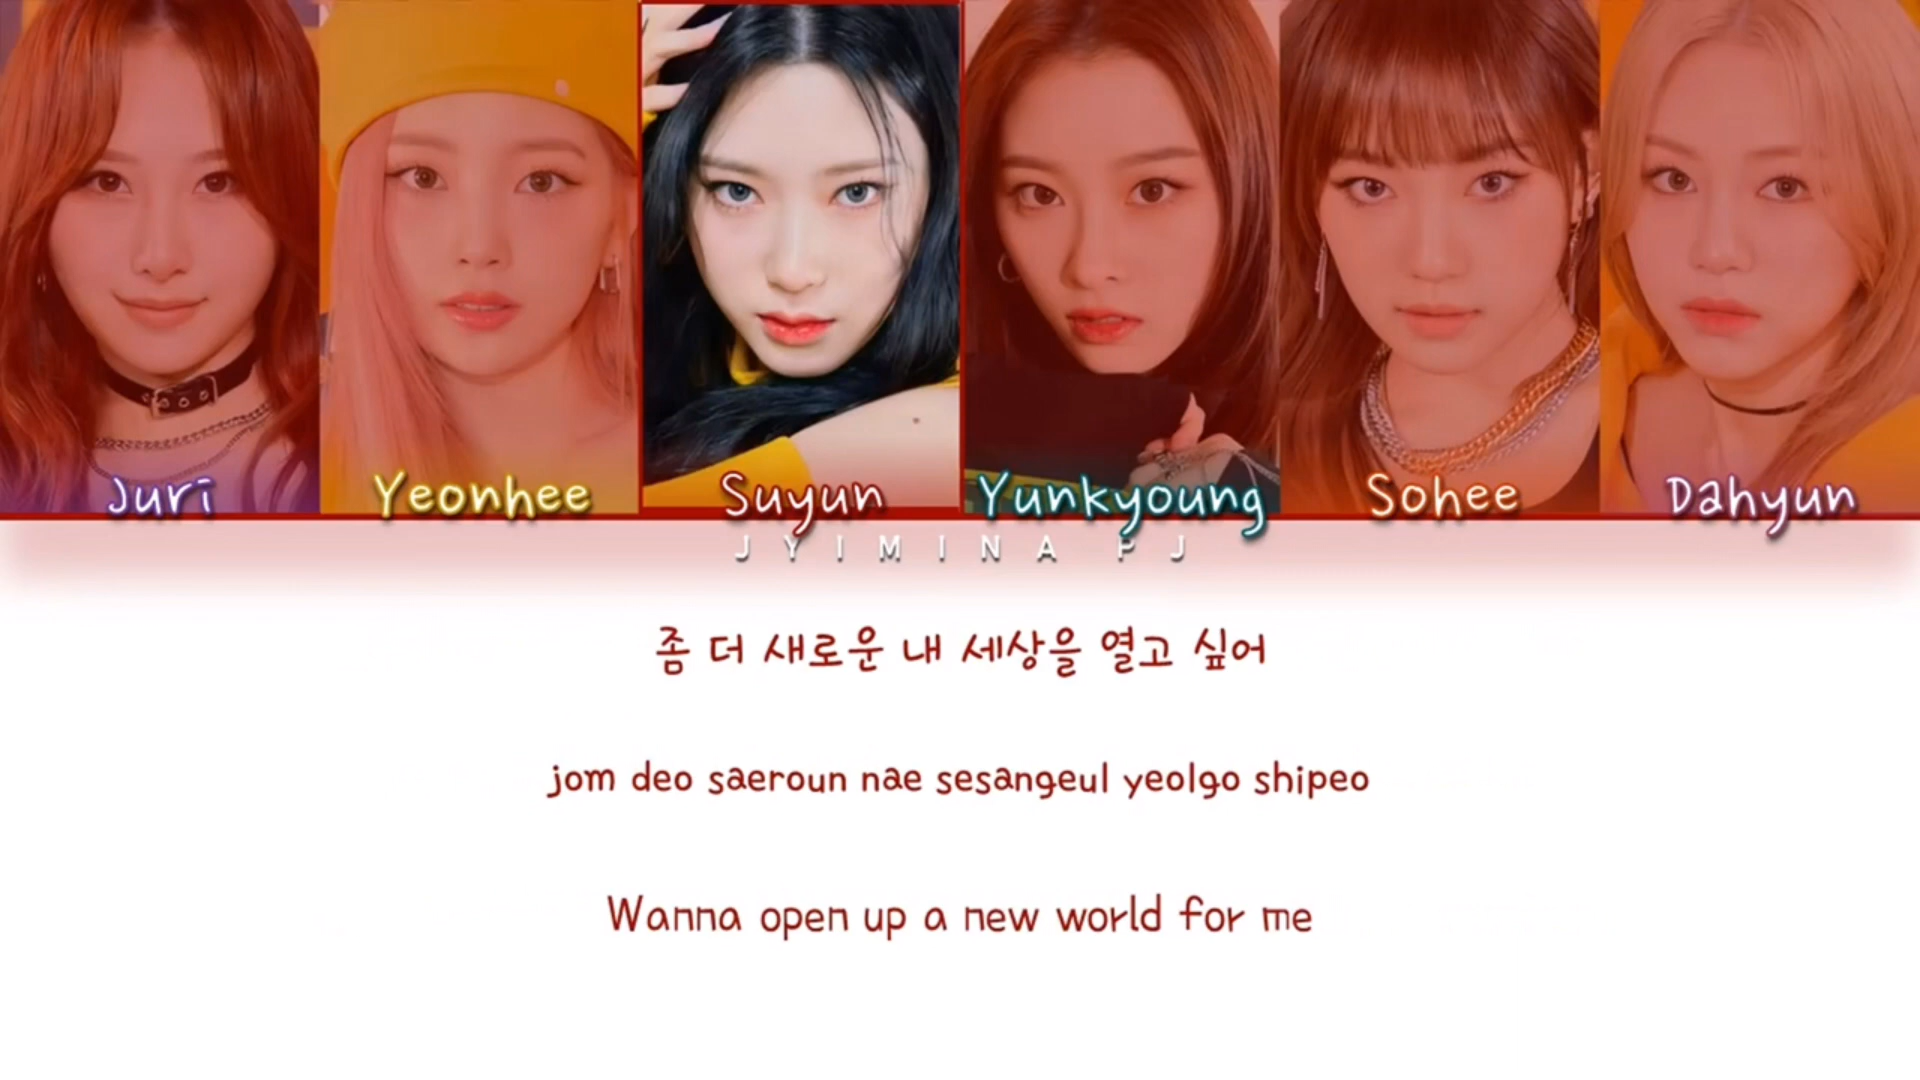 Juri Yeonhee Suyun Yunkyoung Sohee Dahyun
JYIMINA PJ
좀 더 새로운 내 세상을 열고 싶어
jom deo saeroun nae sesangeul yeolgo shipeo
Wanna open up a new world for me